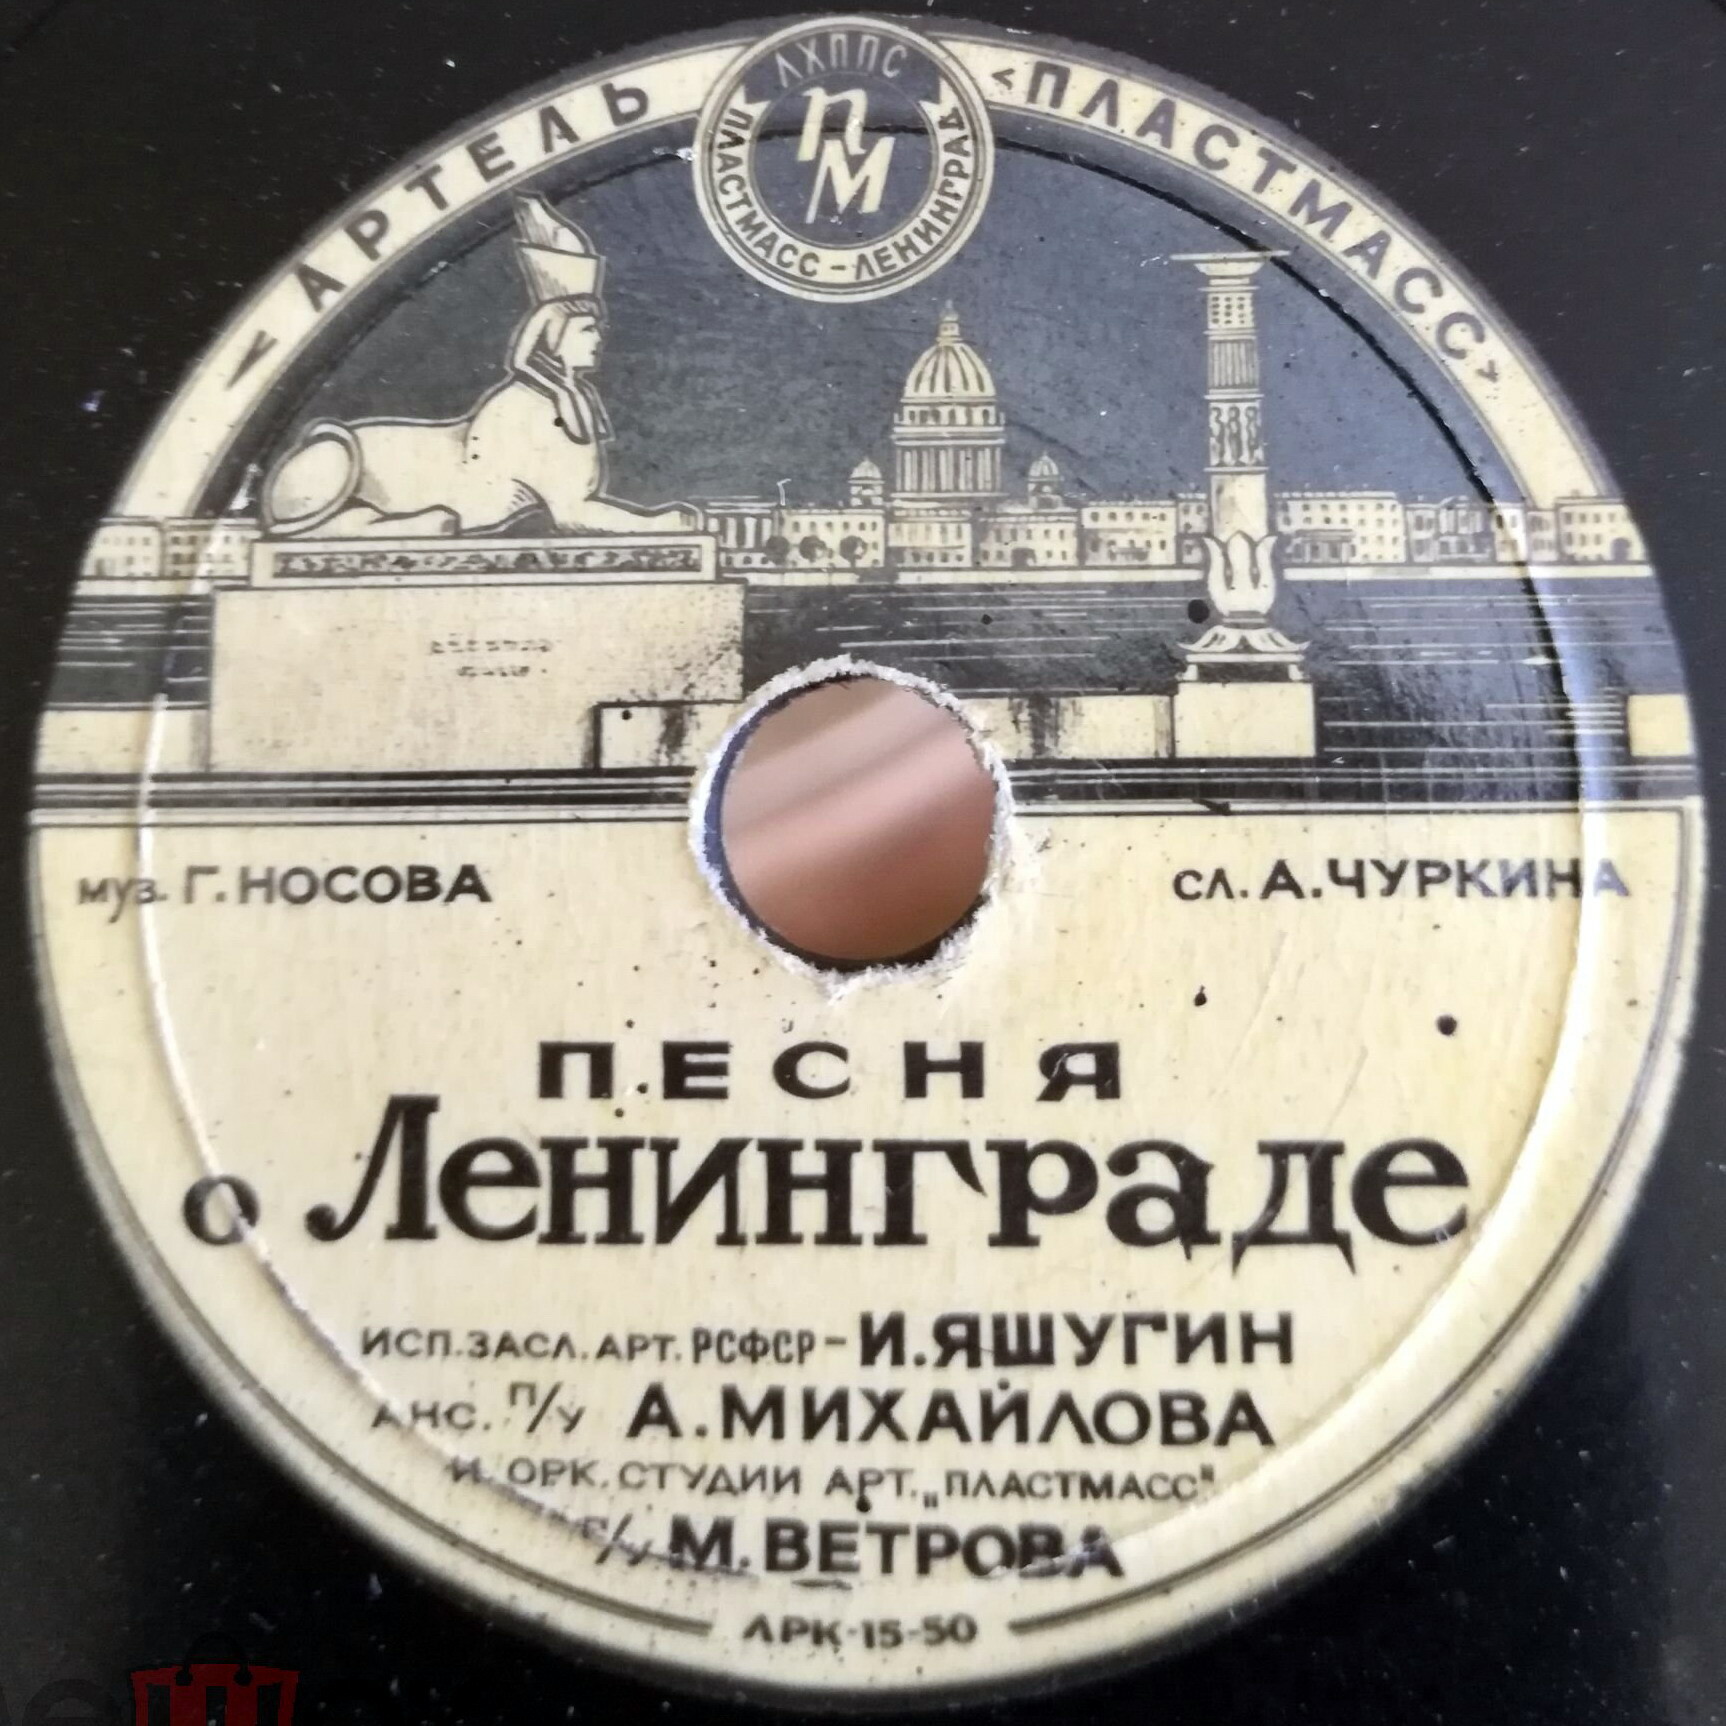 АРТЕЛЬ «ПЛАСТМАСС»
ЛХППС
ПМ
ПЛАСТМАСС-ЛЕНИНГРАД
муз. Г. НОСОВА
сл. А. ЧУРКИНА
ПЕСНЯ
о Ленинграде
ИСП. ЗАСЛ. АРТ. РСФСР - И. ЯШУГИН
АНС. П/У А. МИХАЙЛОВА
И ОРК. СТУДИИ АРТ. „ПЛАСТМАСС"
П/У М. ВЕТРОВА
ЛРК-15-50